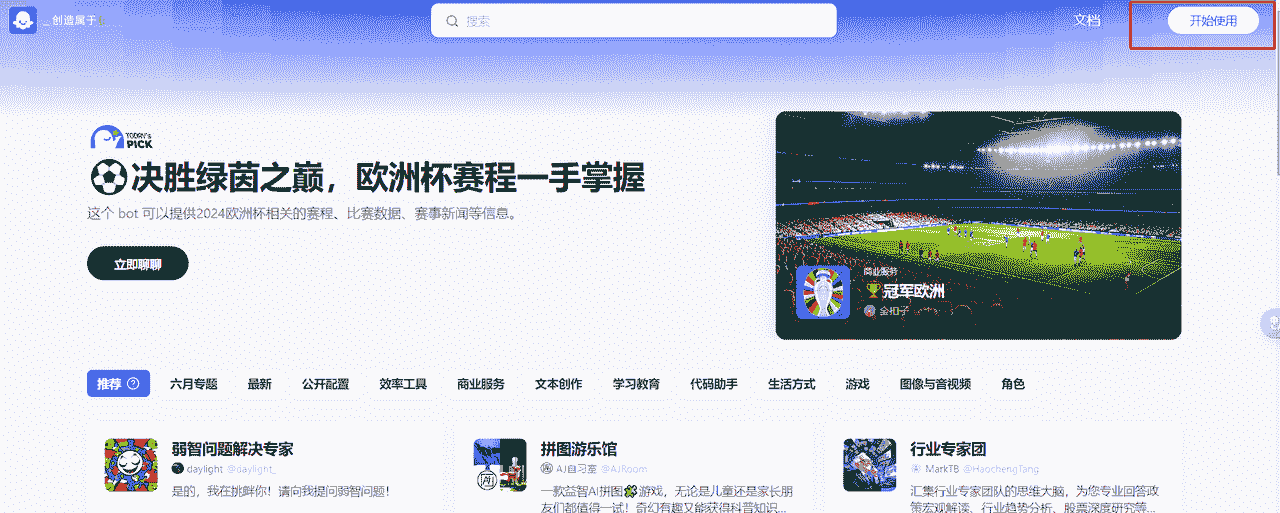 _创造属于
搜索
文档
开始使用
TODAY's
PICK
决胜绿茵之巅，欧洲杯赛程一手掌握
这个 bot 可以提供2024欧洲杯相关的赛程、比赛数据、赛事新闻等信息。
立即聊聊
商业服务
冠军欧洲
金扣子
推荐
六月专题
最新
公开配置
效率工具
商业服务
文本创作
学习教育
代码助手
生活方式
游戏
图像与音视频
角色
弱智问题解决专家
daylight @daylight_
是的，我在挑衅你！请向我提问弱智问题！
拼图游乐馆
AJ自习室 @AJRoom
一款益智AI拼图游戏，无论是儿童还是家长朋
友们都值得一试！奇幻有趣又能获得科普知识...
行业专家团
MarkTB @HaochengTang
汇集行业专家团队的思维大脑，为您专业回答政
策宏观解读、行业趋势分析、股票深度研究等...